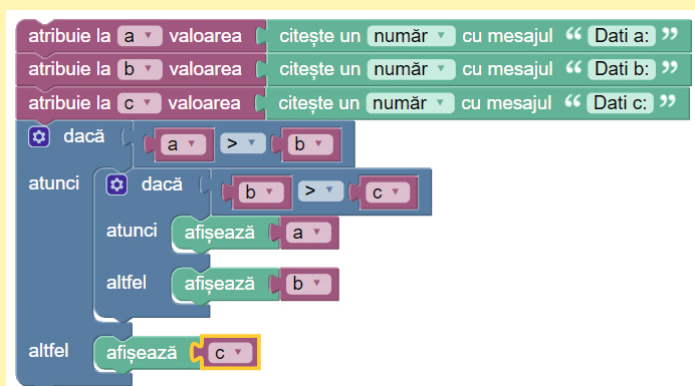 atribuie la a valoarea citește un număr cu mesajul “ Dati a: ”
atribuie la b valoarea citește un număr cu mesajul “ Dati b: ”
atribuie la c valoarea citește un număr cu mesajul “ Dati c: ”
dacă a > b
atunci dacă b > c
atunci afișează a
altfel afișează b
altfel afișează c